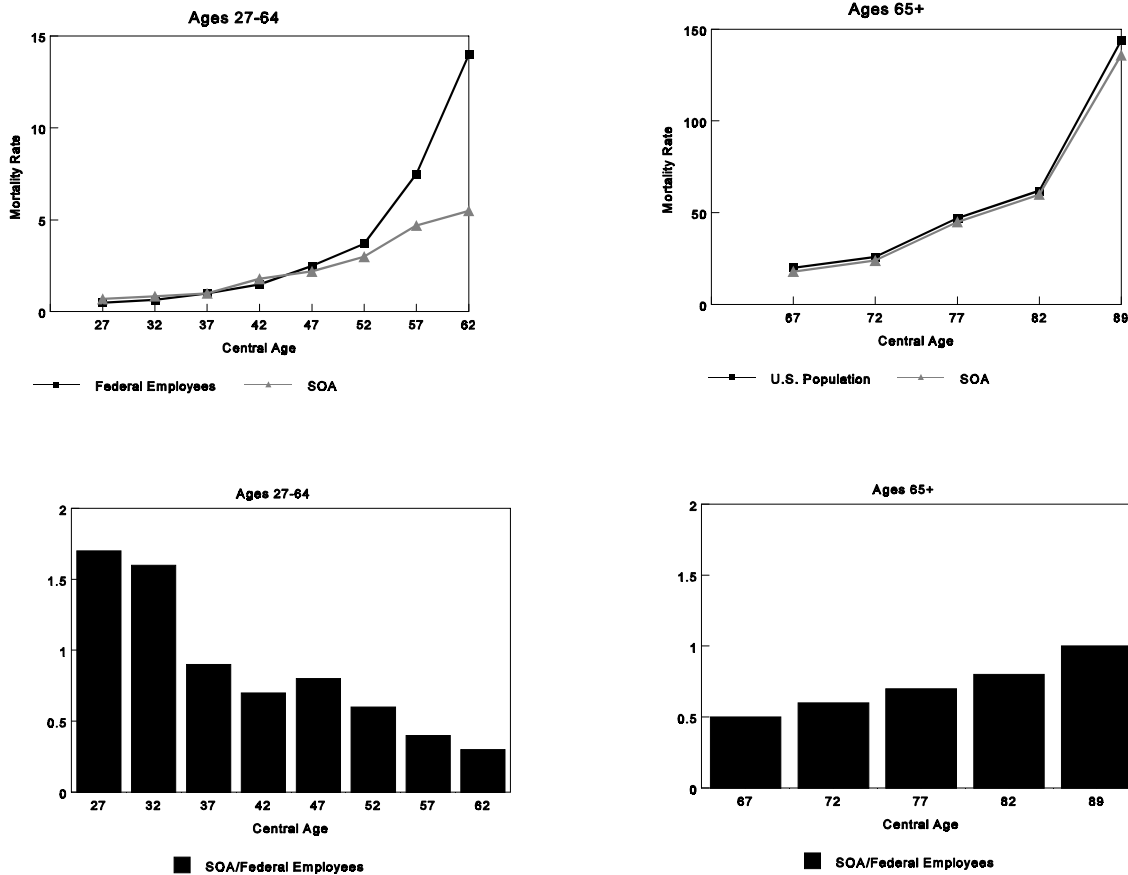 Ages 27-64
15
10
5
0
Mortality Rate
27 32 37 42 47 52 57 62
Central Age
Federal Employees SOA
Ages 65+
150
100
50
0
Mortality Rate
67 72 77 82 89
Central Age
U.S. Population SOA
Ages 27-64
2
1.5
1
0.5
0
27 32 37 42 47 52 57 62
Central Age
SOA/Federal Employees
Ages 65+
2
1.5
1
0.5
0
67 72 77 82 89
Central Age
SOA/Federal Employees